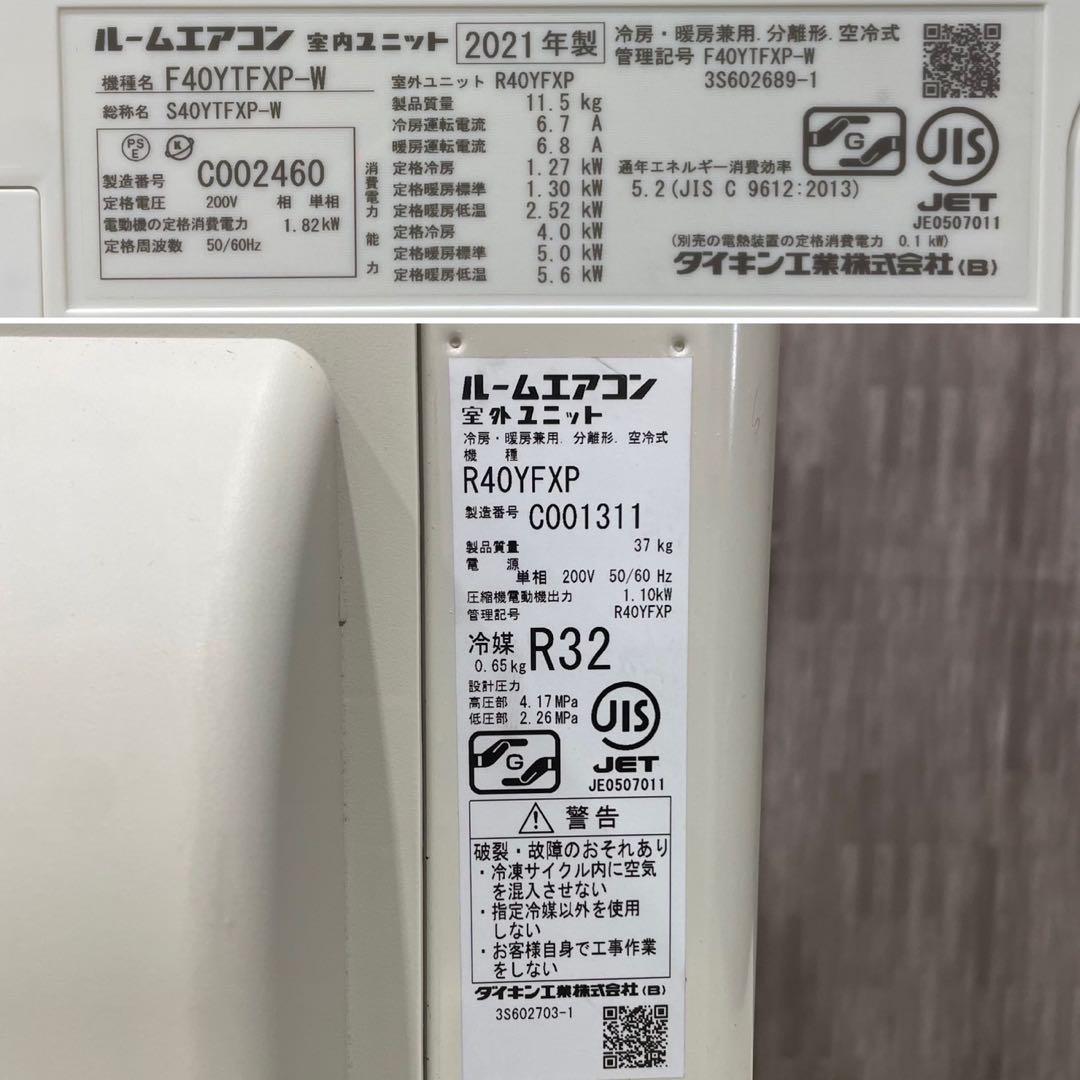 ルームエアコン 室内ユニット 2021年製
機種名 F40YTFXP-W
総称名 S40YTFXP-W
PS
E
K
製造番号 C002460
定格電圧 200V 相 単相
電動機の定格消費電力 1.82kW
定格周波数 50/60Hz
室外ユニット R40YFXP
製品質量 11.5 kg
冷房運転電流 6.7 A
暖房運転電流 6.8 A
消費電力
定格冷房 1.27 kW
定格暖房標準 1.30 kW
定格暖房低温 2.52 kW
能力
定格冷房 4.0 kW
定格暖房標準 5.0 kW
定格暖房低温 5.6 kW
冷房・暖房兼用.分離形.空冷式
管理記号 F40YTFXP-W
3S602689-1
G
JIS
JET
JE0507011
通年エネルギー消費効率
5.2(JIS C 9612:2013)
(別売の電熱装置の定格消費電力 0.1 kW)
ダイキン工業株式会社(B)
ルームエアコン
室外ユニット
冷房・暖房兼用.分離形.空冷式
機 種
R40YFXP
製造番号 C001311
製品質量 37 kg
電 源
単相 200V 50/60 Hz
圧縮機電動機出力 1.10kW
管理記号 R40YFXP
冷媒 R32
0.65kg
設計圧力
高圧部 4.17MPa
低圧部 2.26MPa
JIS
G
JET
JE0507011
警告
破裂・故障のおそれあり
・冷凍サイクル内に空気
を混入させない
・指定冷媒以外を使用
しない
・お客様自身で工事作業
をしない
ダイキン工業株式会社(B)
3S602703-1